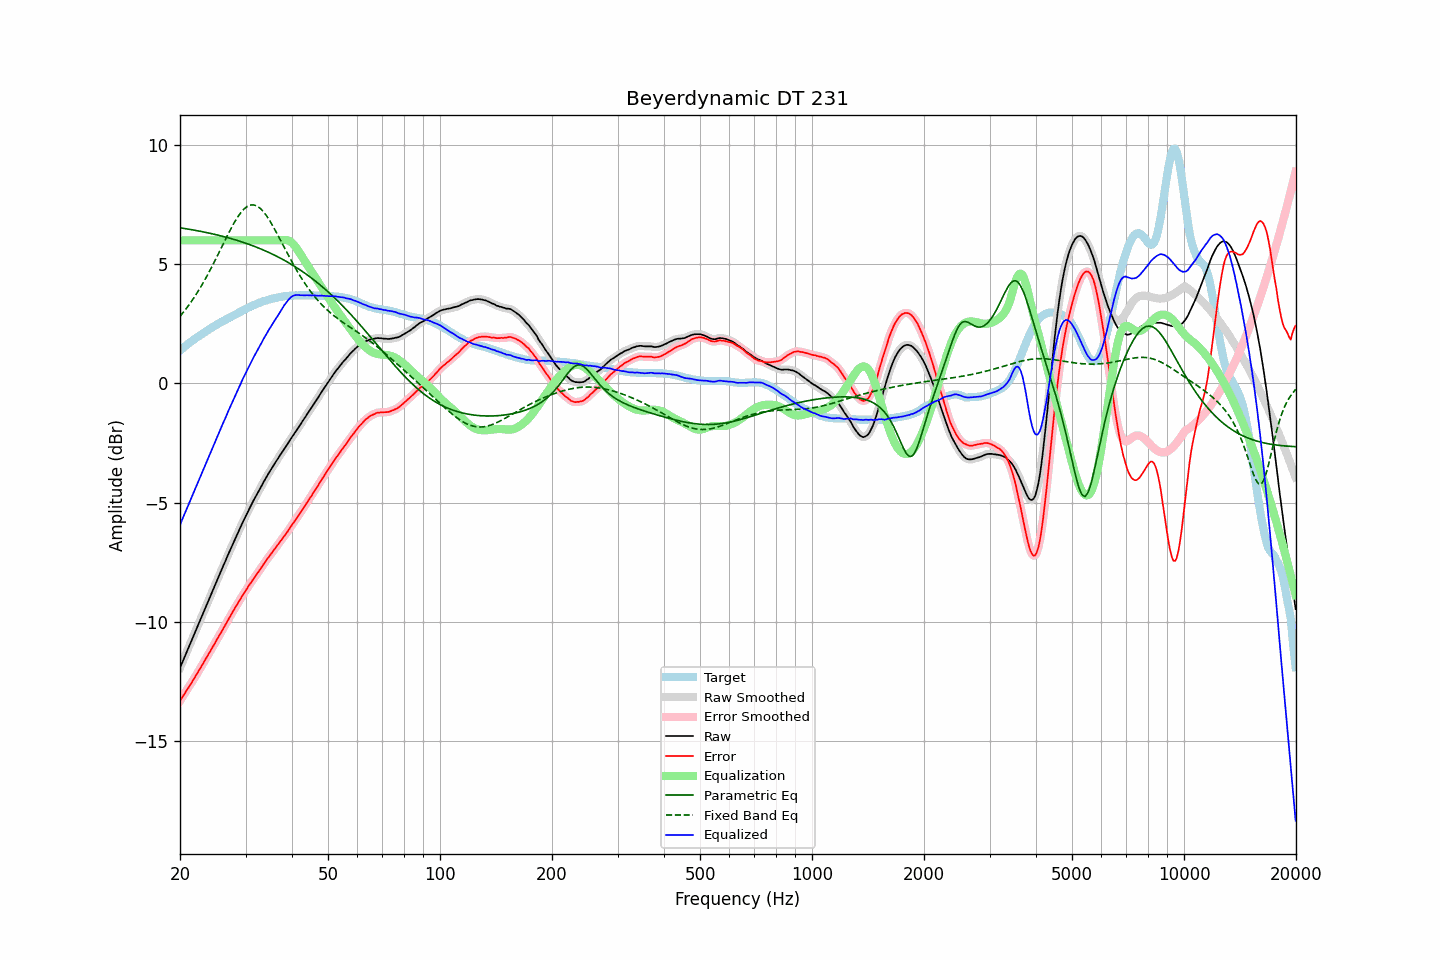 Beyerdynamic DT 231
Amplitude (dBr)
10
5
0
−5
−10
−15
Target
Raw Smoothed
Error Smoothed
Raw
Error
Equalization
Parametric Eq
Fixed Band Eq
Equalized
20 50 100 200 500 1000 2000 5000 10000 20000
Frequency (Hz)